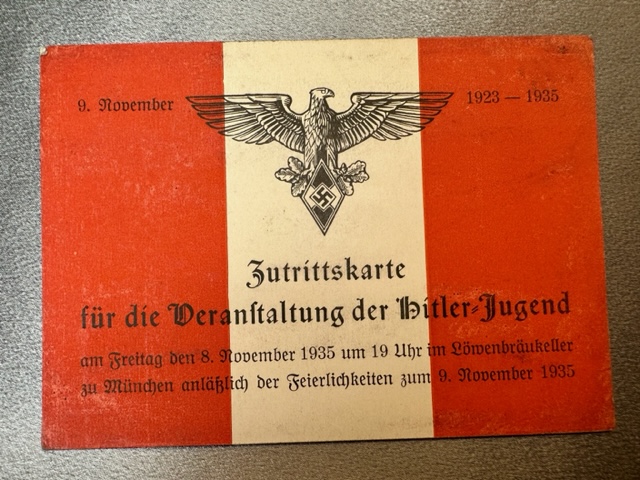 9. November
1923 — 1935
Zutrittskarte
für die Veranſtaltung der Hitler-Jugend
am Freitag den 8. November 1935 um 19 Uhr im Löwenbräukeller
zu München anläßlich der Feierlichkeiten zum 9. November 1935